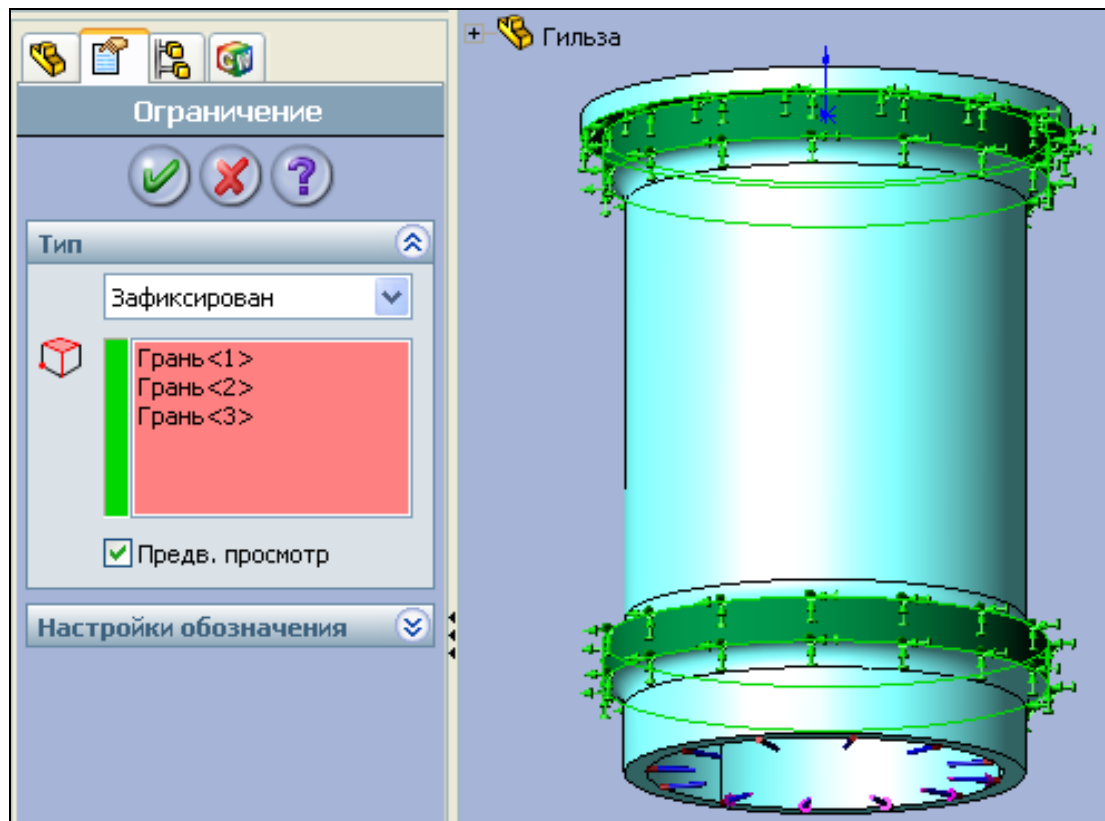 Гильза
Ограничение
Тип
Зафиксирован
Грань<1>
Грань<2>
Грань<3>
Предв. просмотр
Настройки обозначения